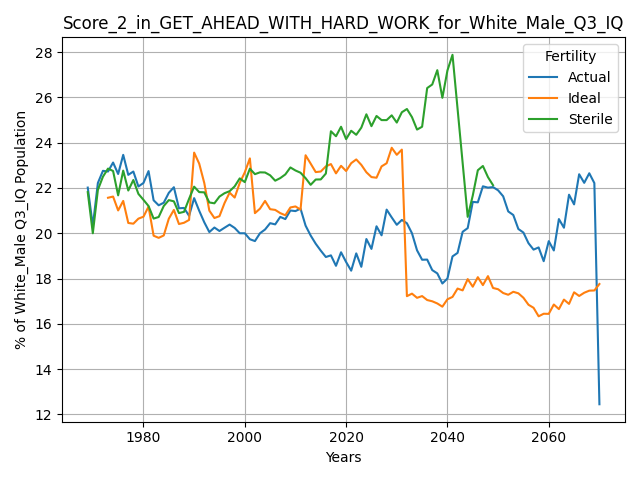 Score_2_in_GET_AHEAD_WITH_HARD_WORK_for_White_Male_Q3_IQ
% of White_Male Q3_IQ Population
28
26
24
22
20
18
16
14
12
Fertility
Actual
Ideal
Sterile
1980
2000
2020
2040
2060
Years